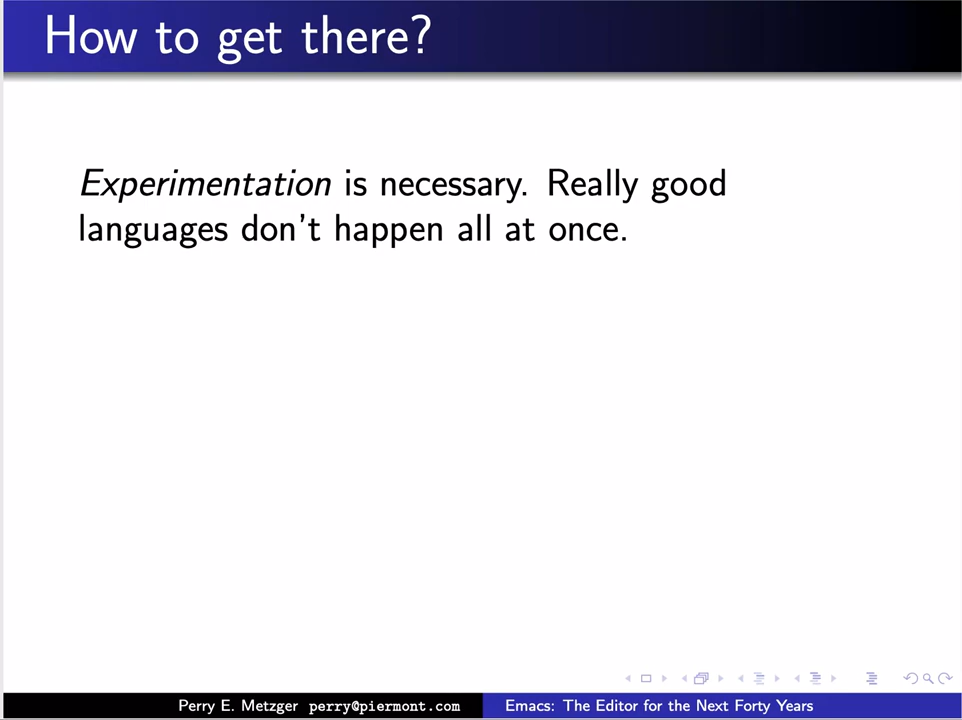 How to get there?
Experimentation is necessary. Really good
languages don't happen all at once.
Perry E. Metzger perry@piermont.com
Emacs: The Editor for the Next Forty Years